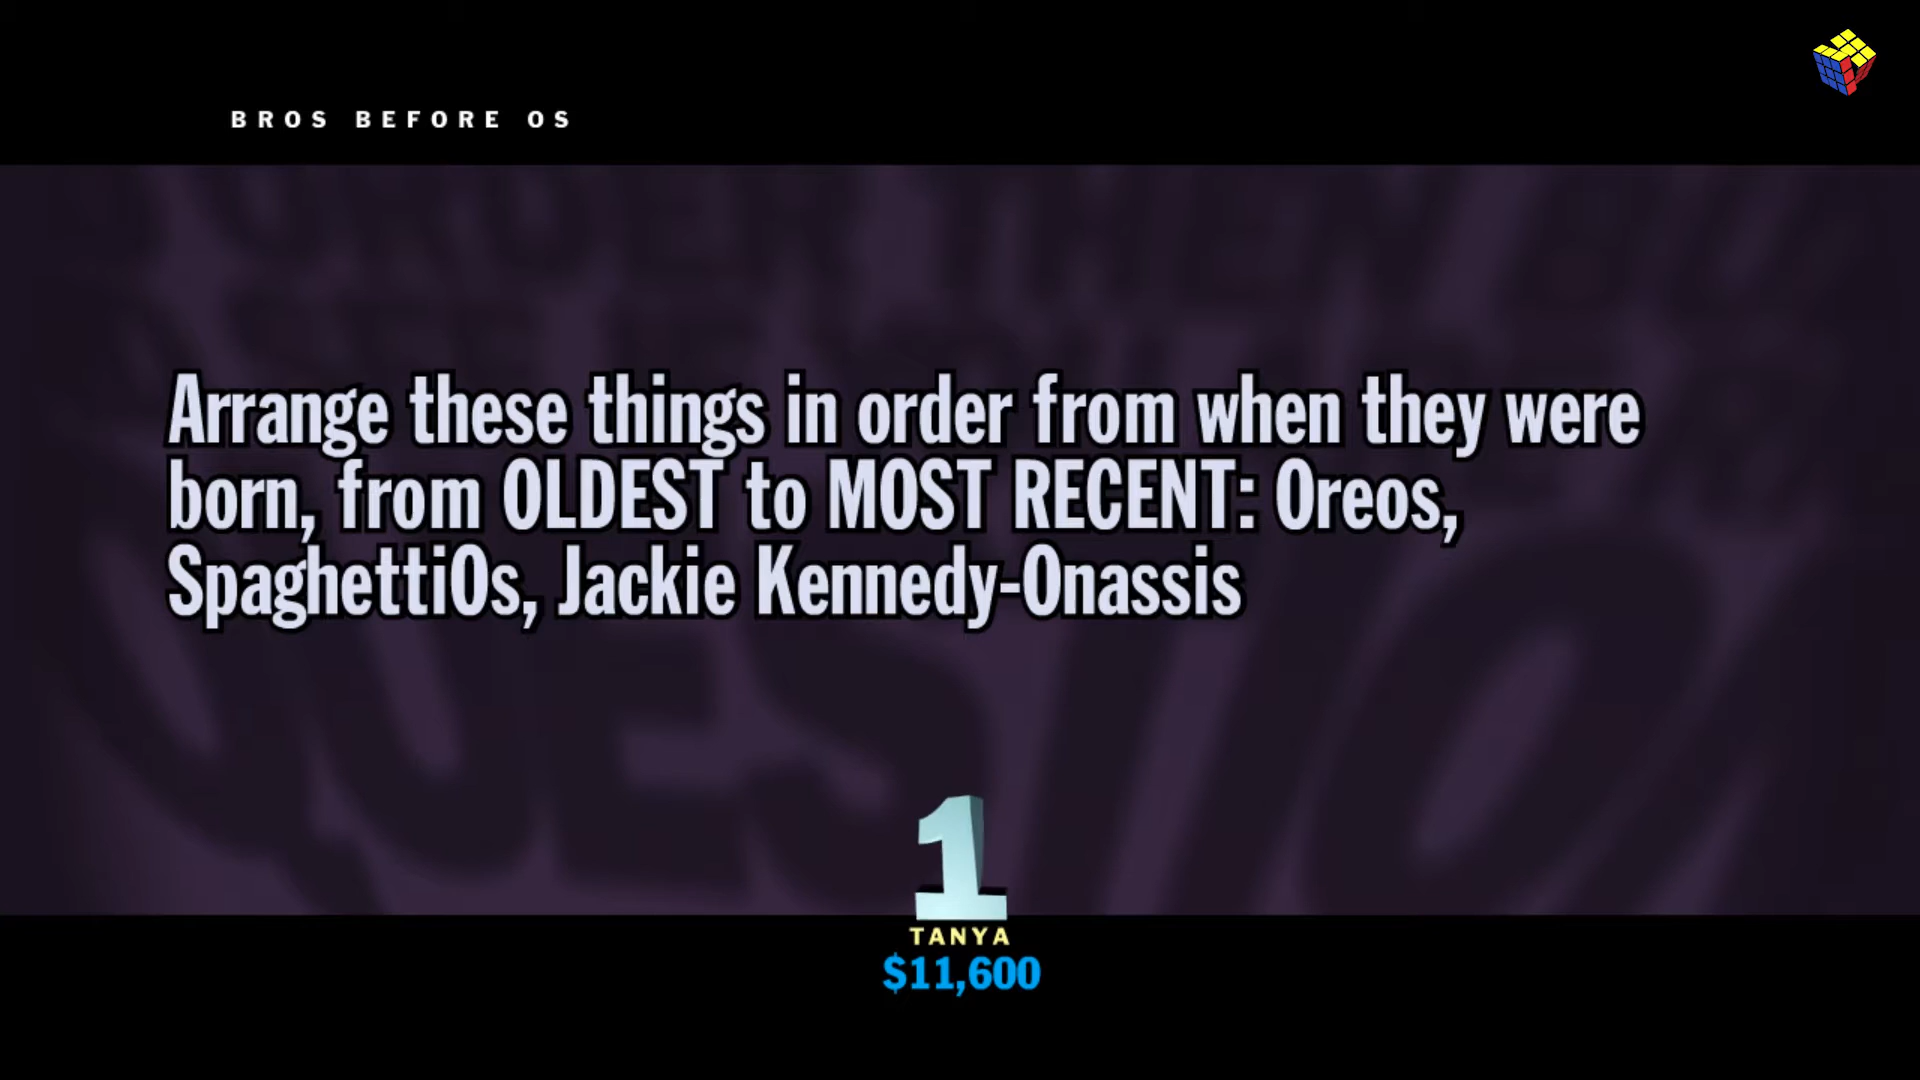 BROS BEFORE OS
Arrange these things in order from when they were
born, from OLDEST to MOST RECENT: Oreos,
SpaghettiOs, Jackie Kennedy-Onassis
1
TANYA
$11,600